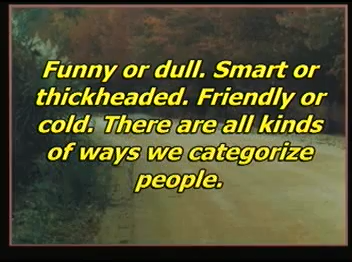 Funny or dull. Smart or
thickheaded. Friendly or
cold. There are all kinds
of ways we categorize
people.